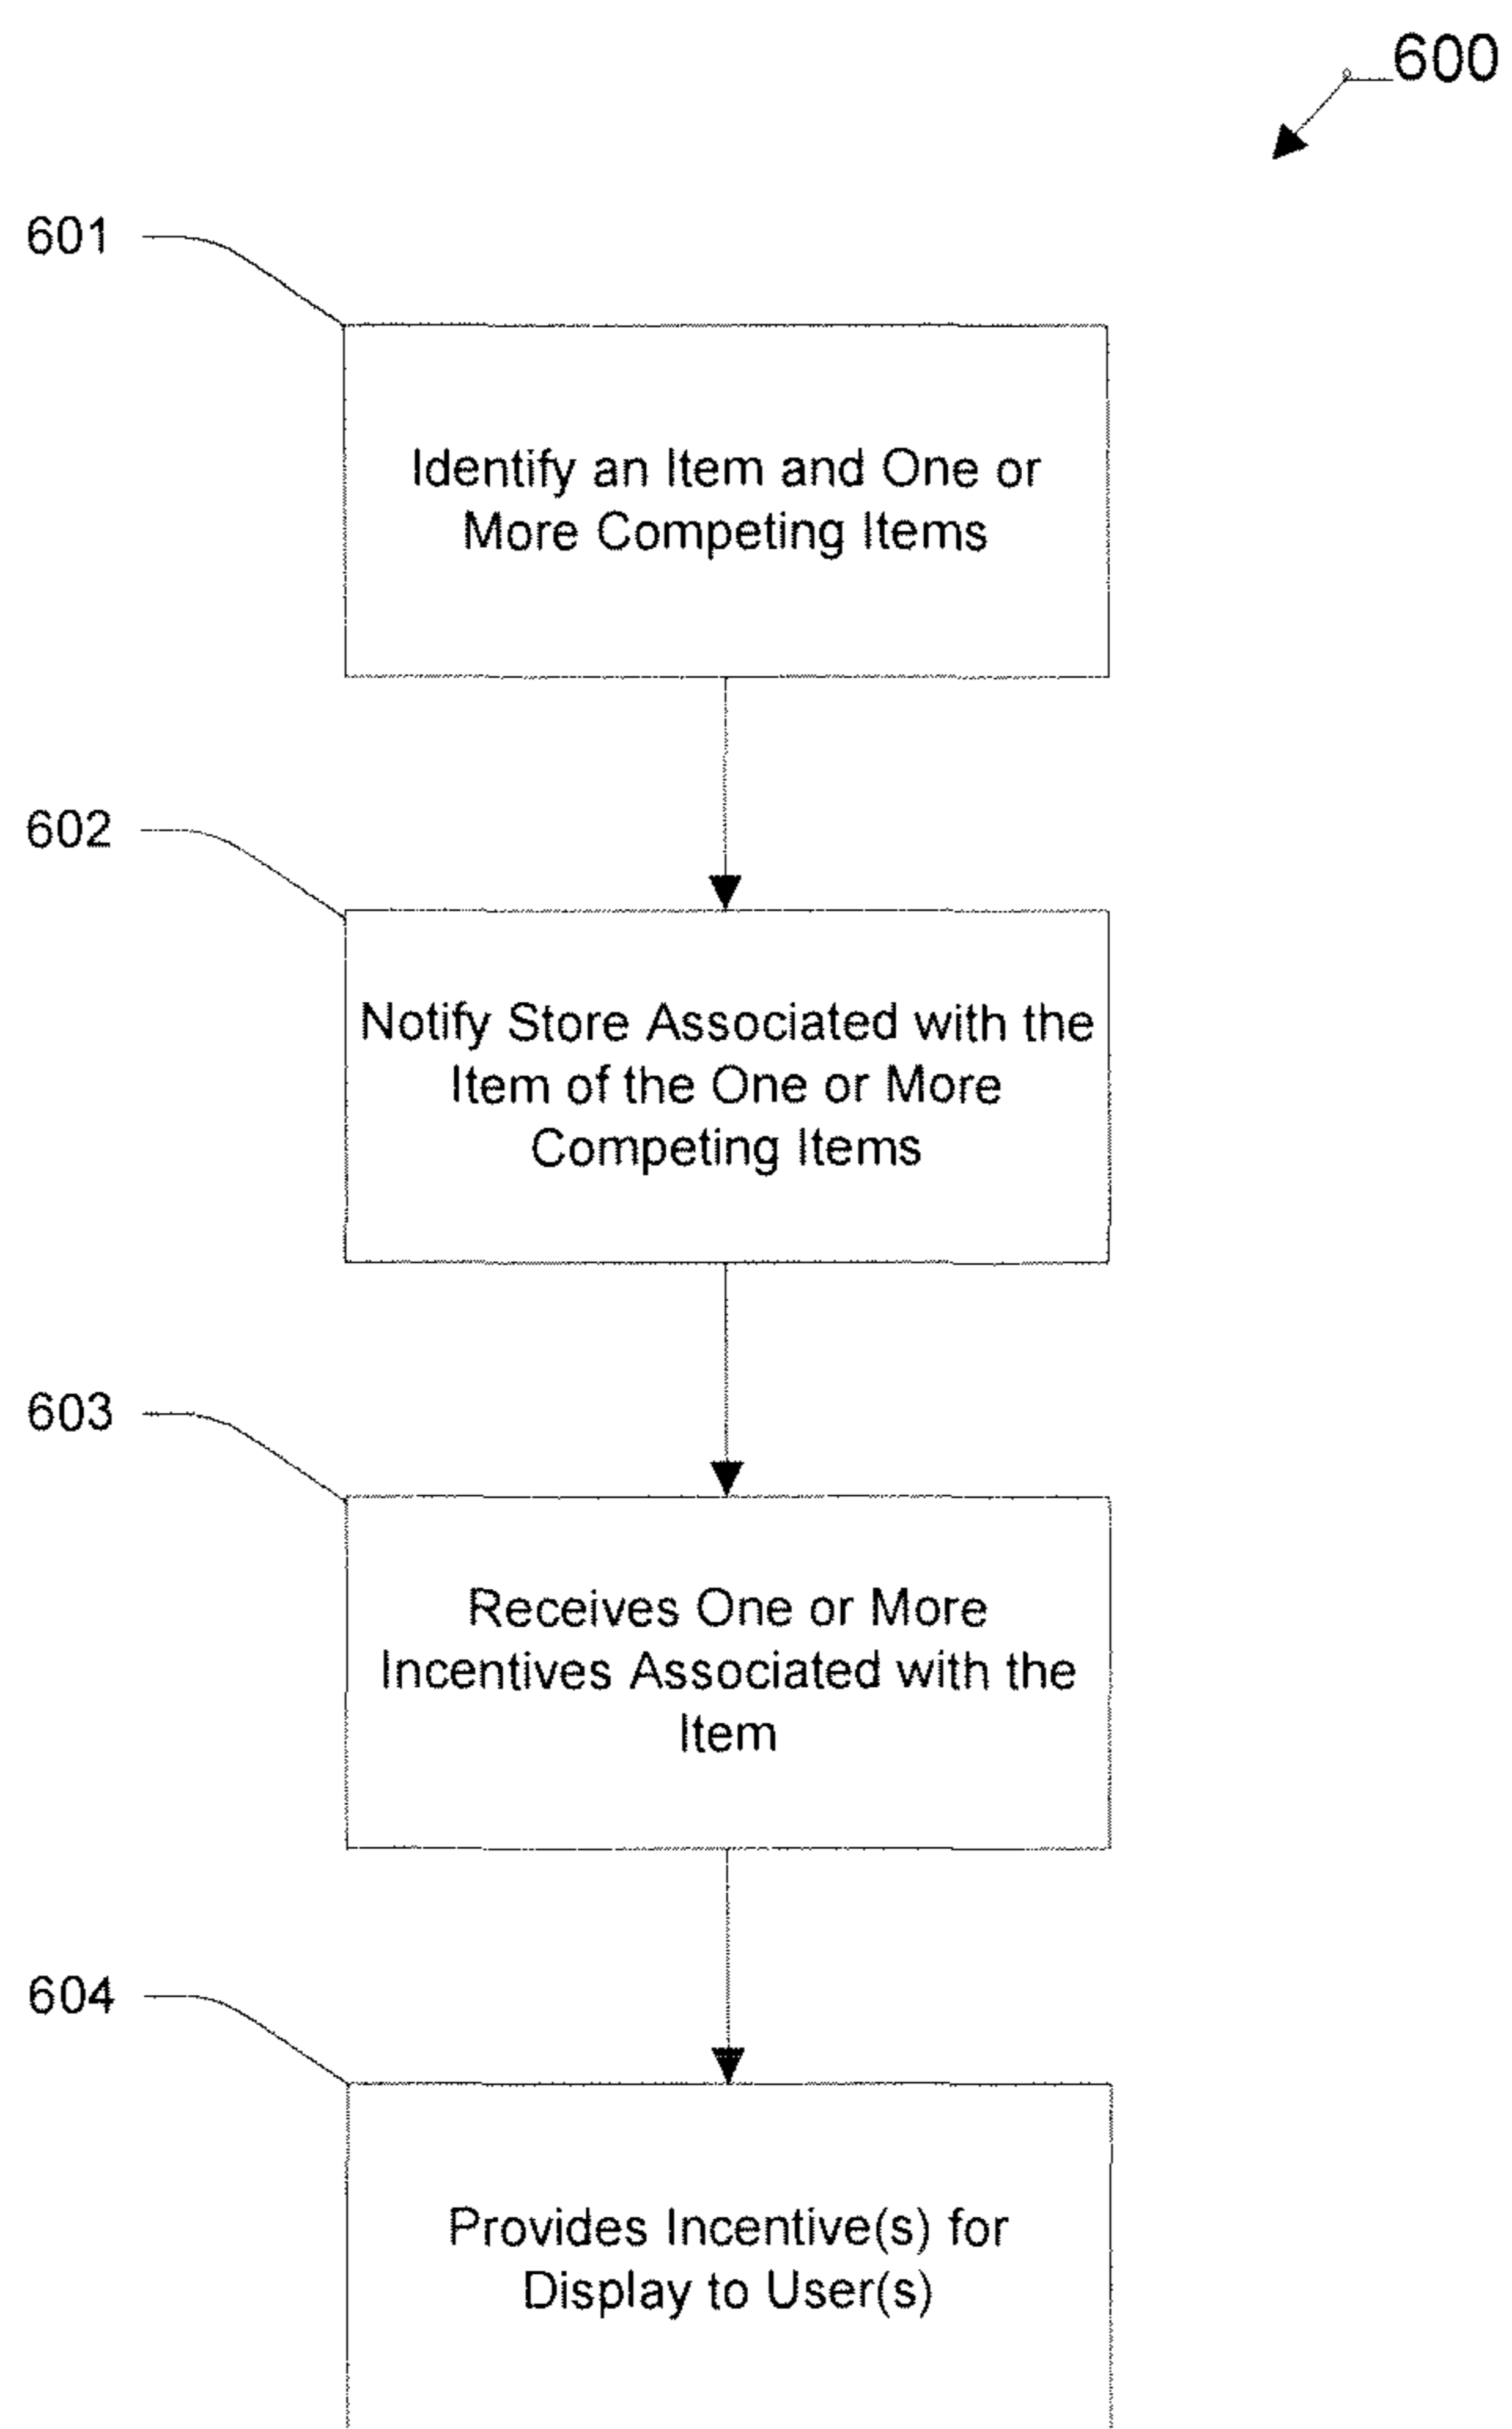 600
601
Identify an Item and One or
More Competing Items
602
Notify Store Associated with the
Item of the One or More
Competing Items
603
Receives One or More
Incentives Associated with the
Item
604
Provides Incentive(s) for
Display to User(s)